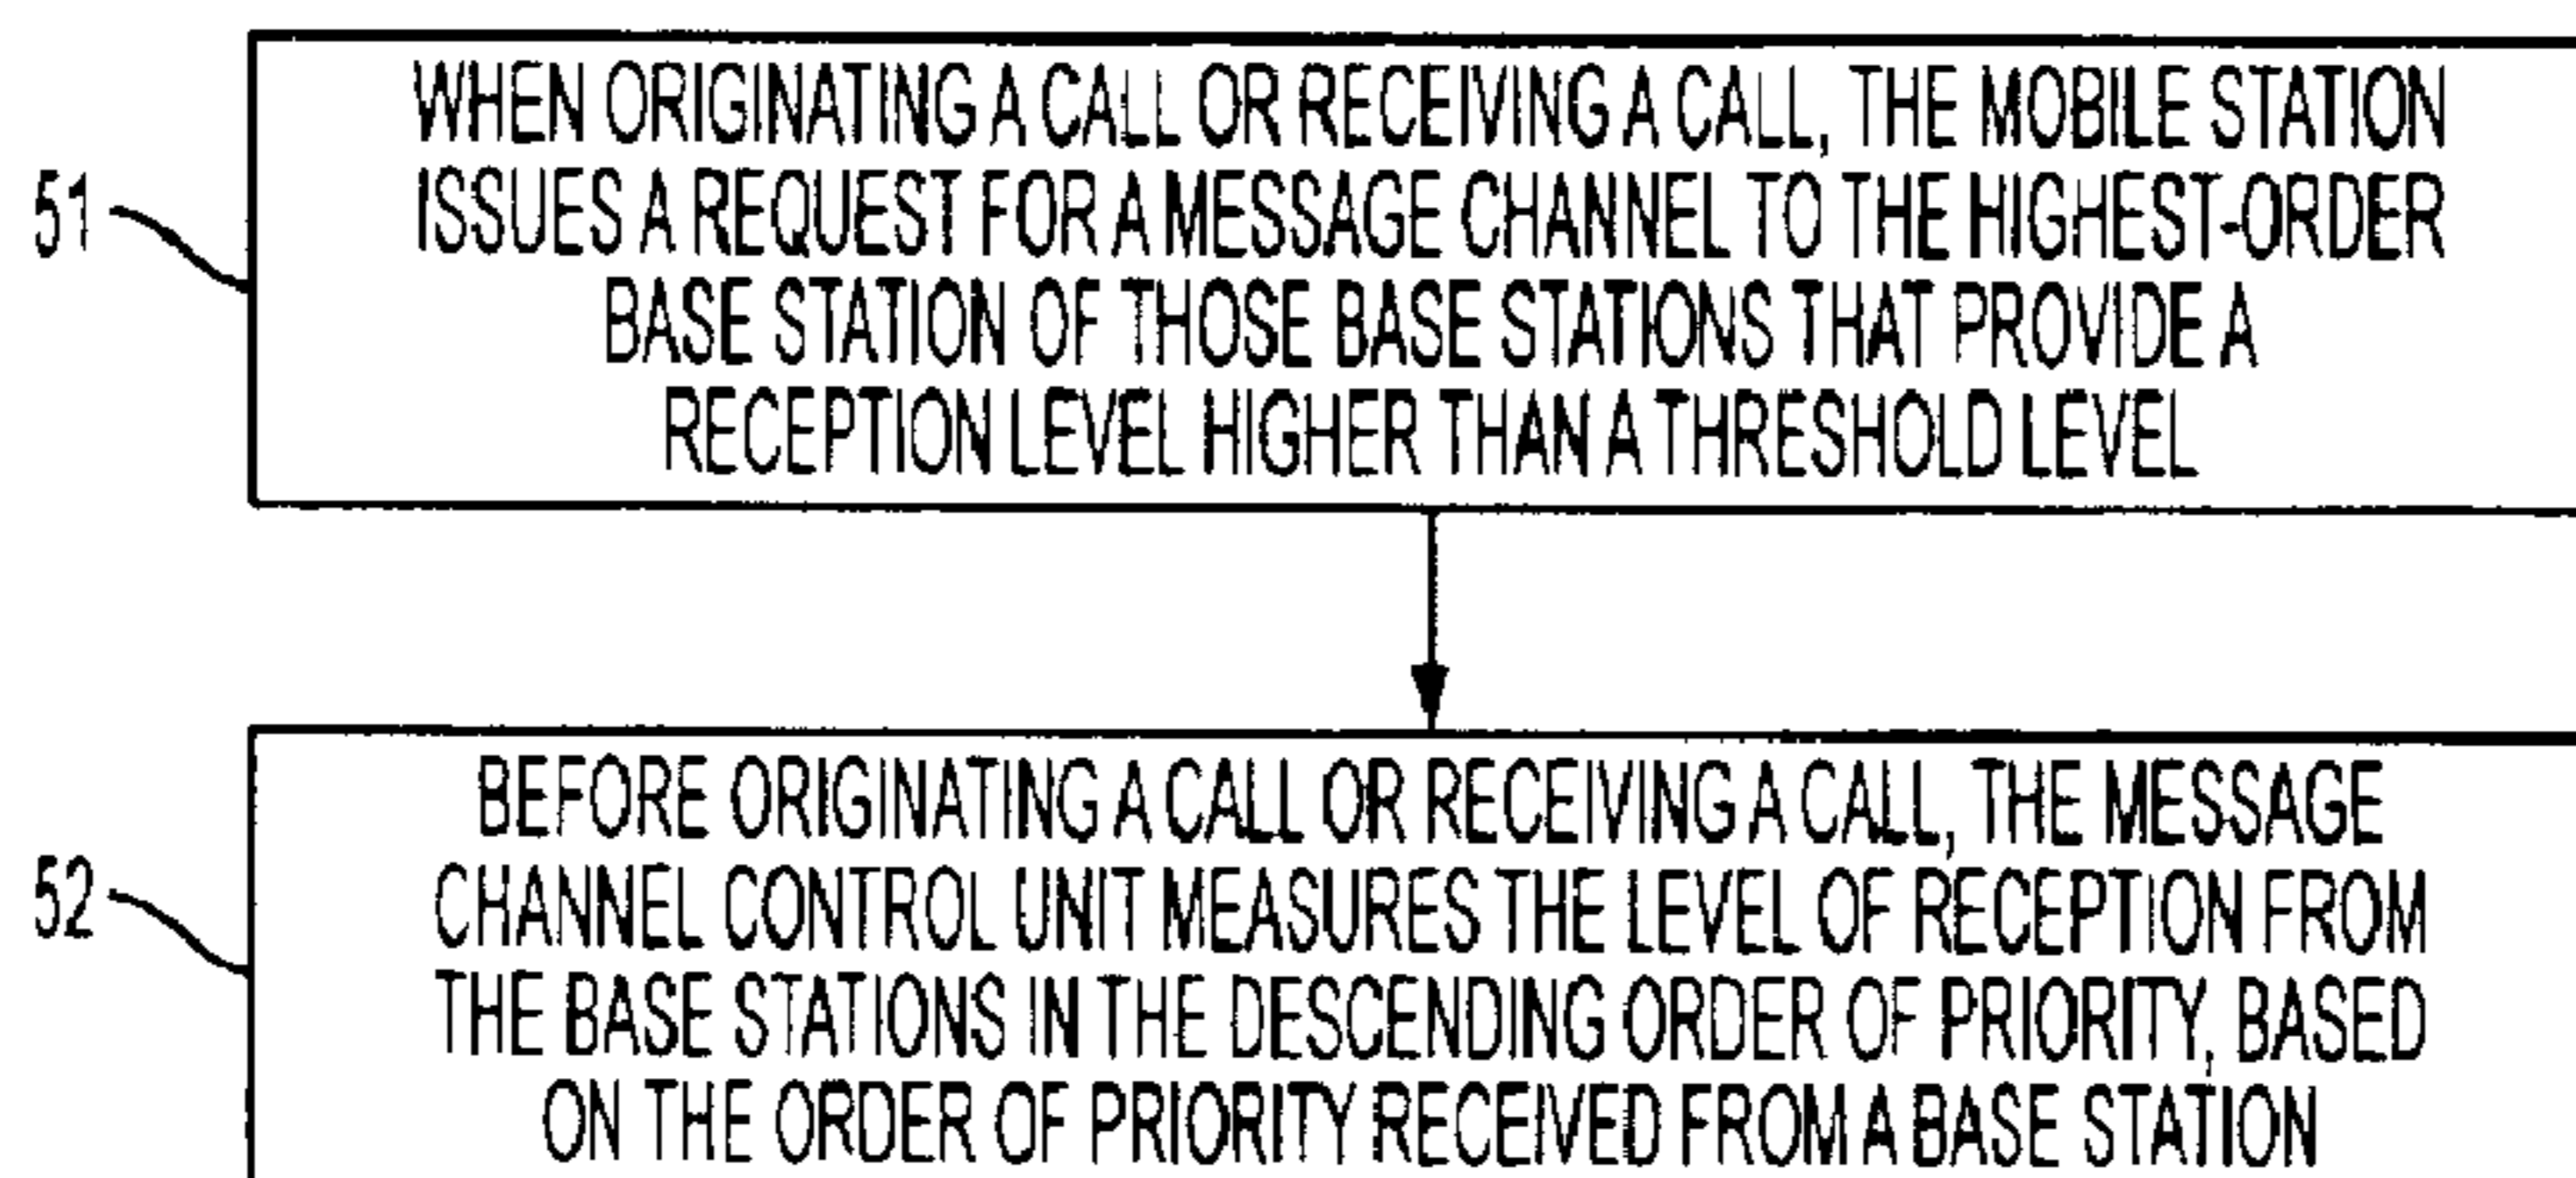 WHEN ORIGINATING A CALL OR RECEIVING A CALL, THE MOBILE STATION
51
ISSUES A REQUEST FOR A MESSAGE CHANNEL TO THE HIGHEST-ORDER
BASE STATION OF THOSE BASE STATIONS THAT PROVIDE A
RECEPTION LEVEL HIGHER THAN A THRESHOLD LEVEL
BEFORE ORIGINATING A CALL OR RECEIVING A CALL, THE MESSAGE
52
CHANNEL CONTROL UNIT MEASURES THE LEVEL OF RECEPTION FROM
THE BASE STATIONS IN THE DESCENDING ORDER OF PRIORITY, BASED
ON THE ORDER OF PRIORITY RECEIVED FROM A BASE STATION